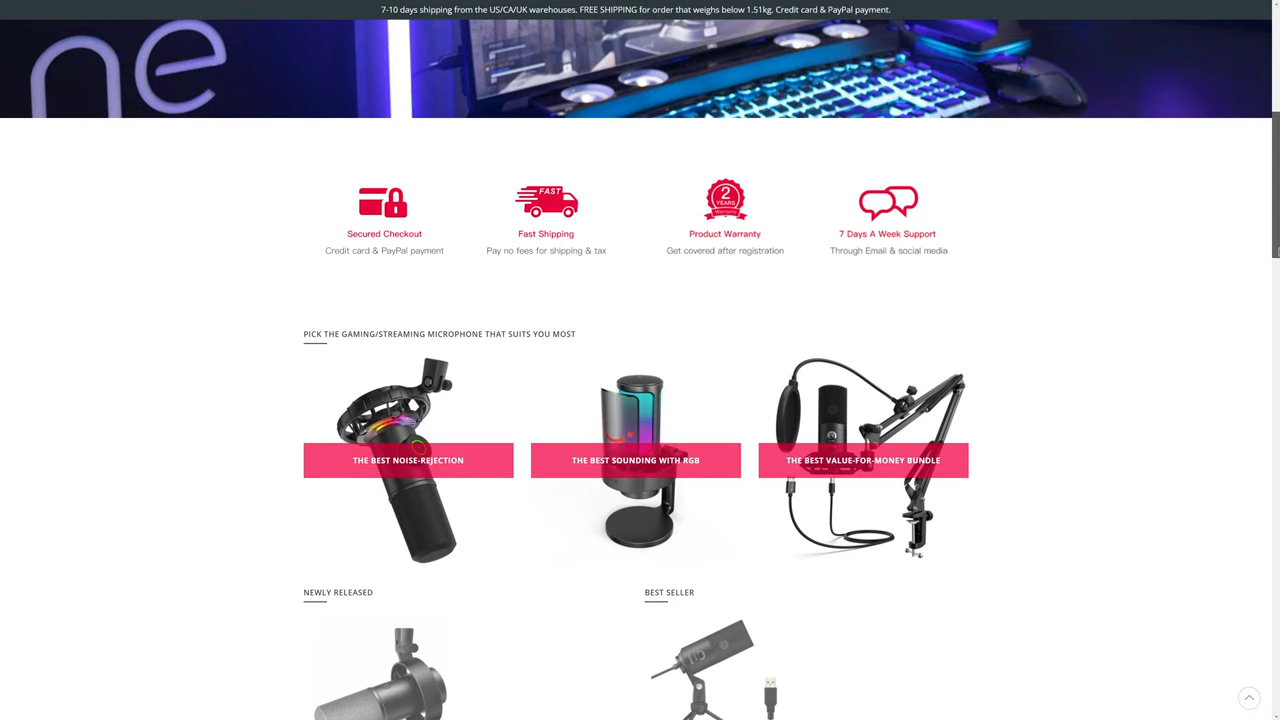 7-10 days shipping from the US/CA/UK warehouses. FREE SHIPPING for order that weighs below 1.51kg. Credit card & PayPal payment.
ne
FAST
2
YEARS
Warranty
Secured Checkout
Fast Shipping
Product Warranty
7 Days A Week Support
Credit card & PayPal payment
Pay no fees for shipping & tax
Get covered after registration
Through Email & social media
PICK THE GAMING/STREAMING MICROPHONE THAT SUITS YOU MOST
THE BEST NOISE-REJECTION
THE BEST SOUNDING WITH RGB
THE BEST VALUE-FOR-MONEY BUNDLE
NEWLY RELEASED
BEST SELLER